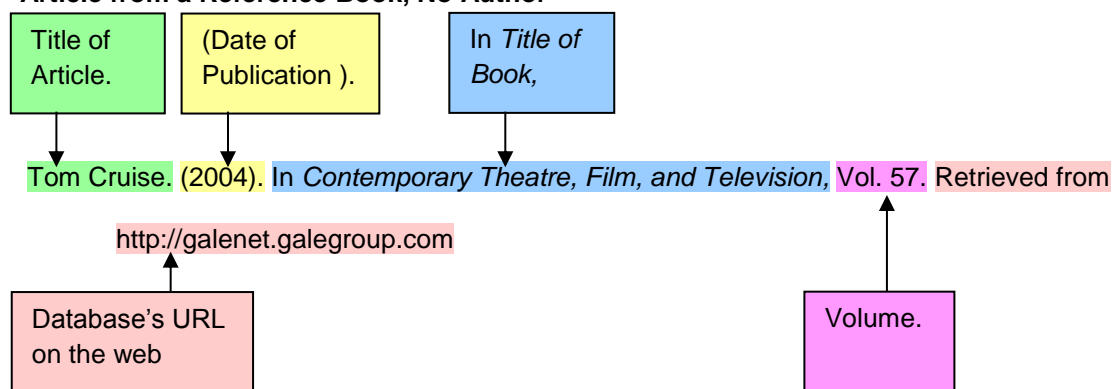 Article from a Reference Book, No Author
Title of
Article.
(Date of
Publication ).
In Title of
Book,
Tom Cruise. (2004). In Contemporary Theatre, Film, and Television, Vol. 57. Retrieved from
http://galenet.galegroup.com
Database’s URL
on the web
Volume.